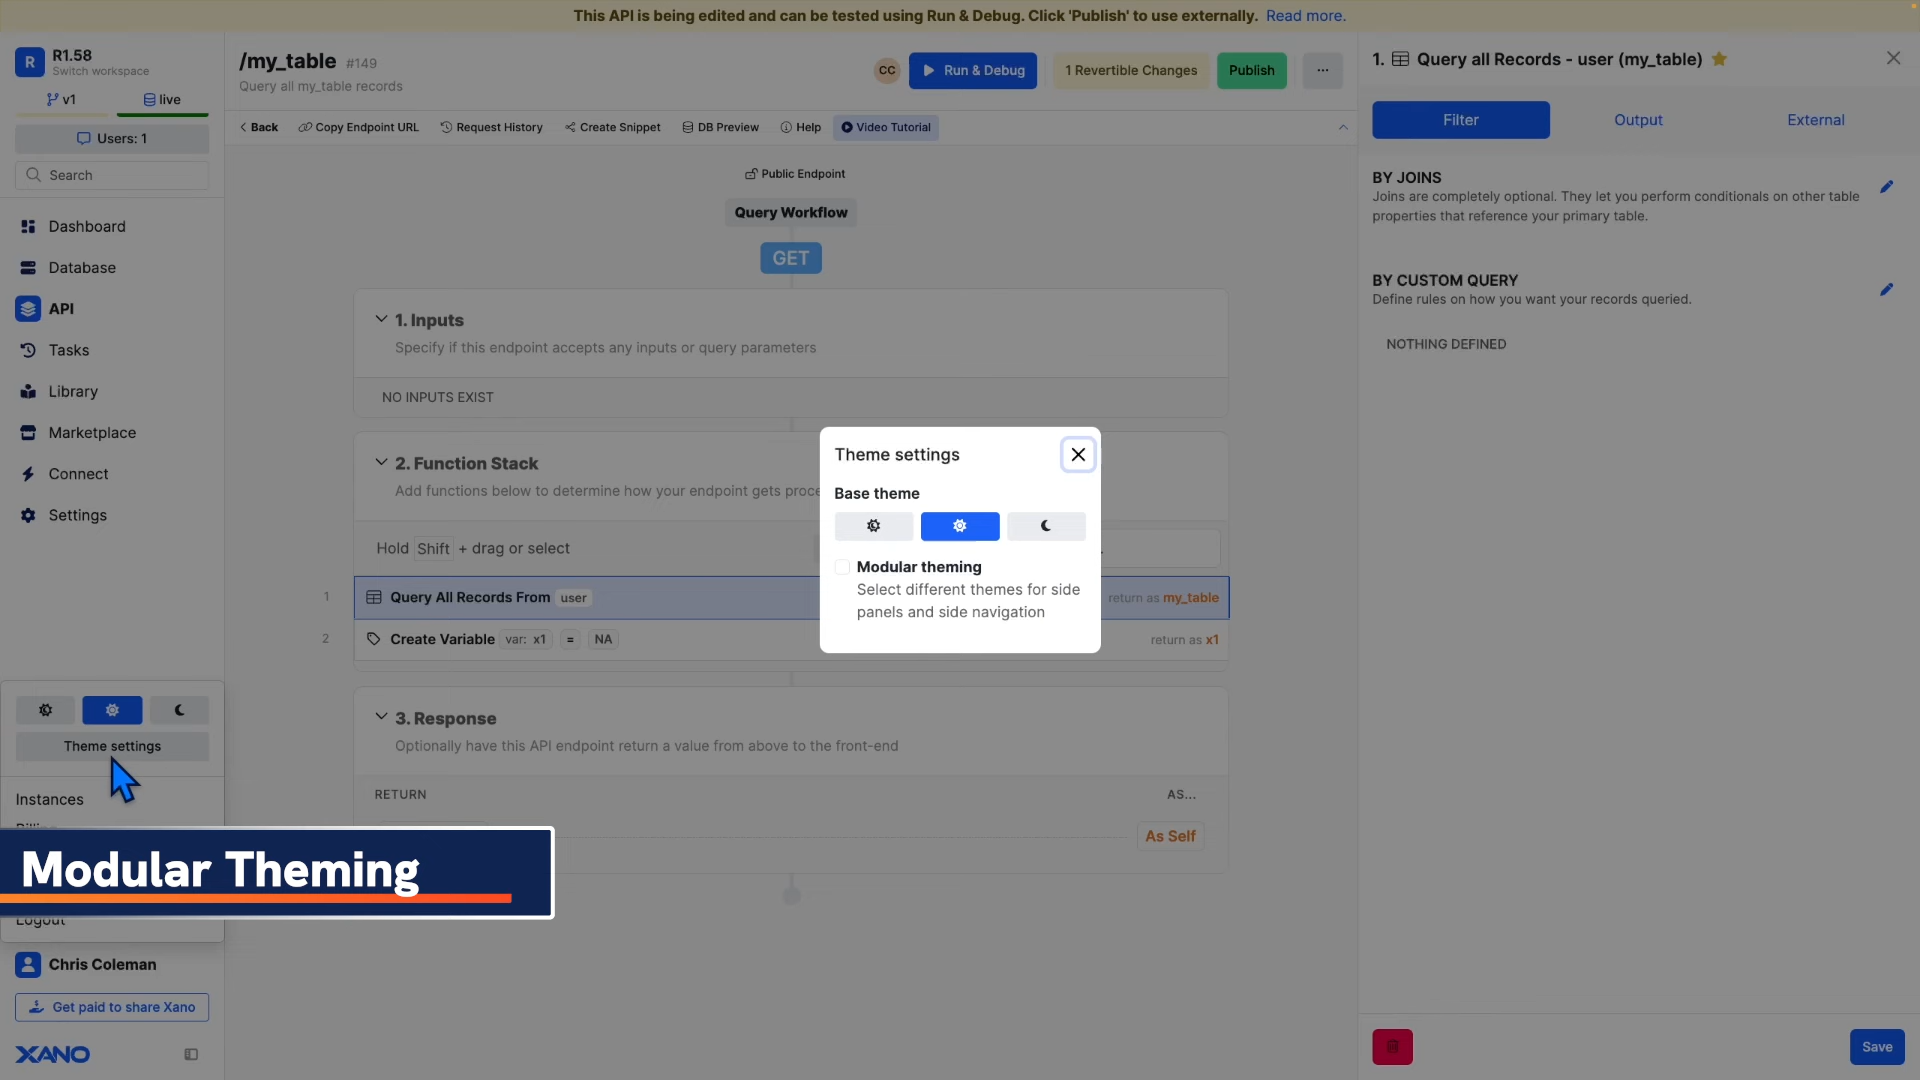 This API is being edited and can be tested using Run & Debug. Click 'Publish' to use externally. Read more.
R
R1.58
Switch workspace
v1
live
Users: 1
Search
Dashboard
Database
API
Tasks
Library
Marketplace
Connect
Settings
Theme settings
Instances
Modular Theming
Logout
Chris Coleman
Get paid to share Xano
XANO
/my_table #149
Query all my_table records
CC
Run & Debug
1 Revertible Changes
Publish
...
Back
Copy Endpoint URL
Request History
Create Snippet
DB Preview
Help
Video Tutorial
Public Endpoint
Query Workflow
GET
1. Inputs
Specify if this endpoint accepts any inputs or query parameters
NO INPUTS EXIST
2. Function Stack
Add functions below to determine how your endpoint gets
Hold Shift + drag or select
1
Query All Records From user
return as my_table
2
Create Variable var: x1 = NA
return as x1
3. Response
Optionally have this API endpoint return a value from above to the front-end
RETURN
AS...
As Self
Theme settings
Base theme
Modular theming
Select different themes for side
panels and side navigation
1. Query all Records - user (my_table)
Filter
Output
External
BY JOINS
Joins are completely optional. They let you perform conditionals on other table
properties that reference your primary table.
BY CUSTOM QUERY
Define rules on how you want your records queried.
NOTHING DEFINED
Save